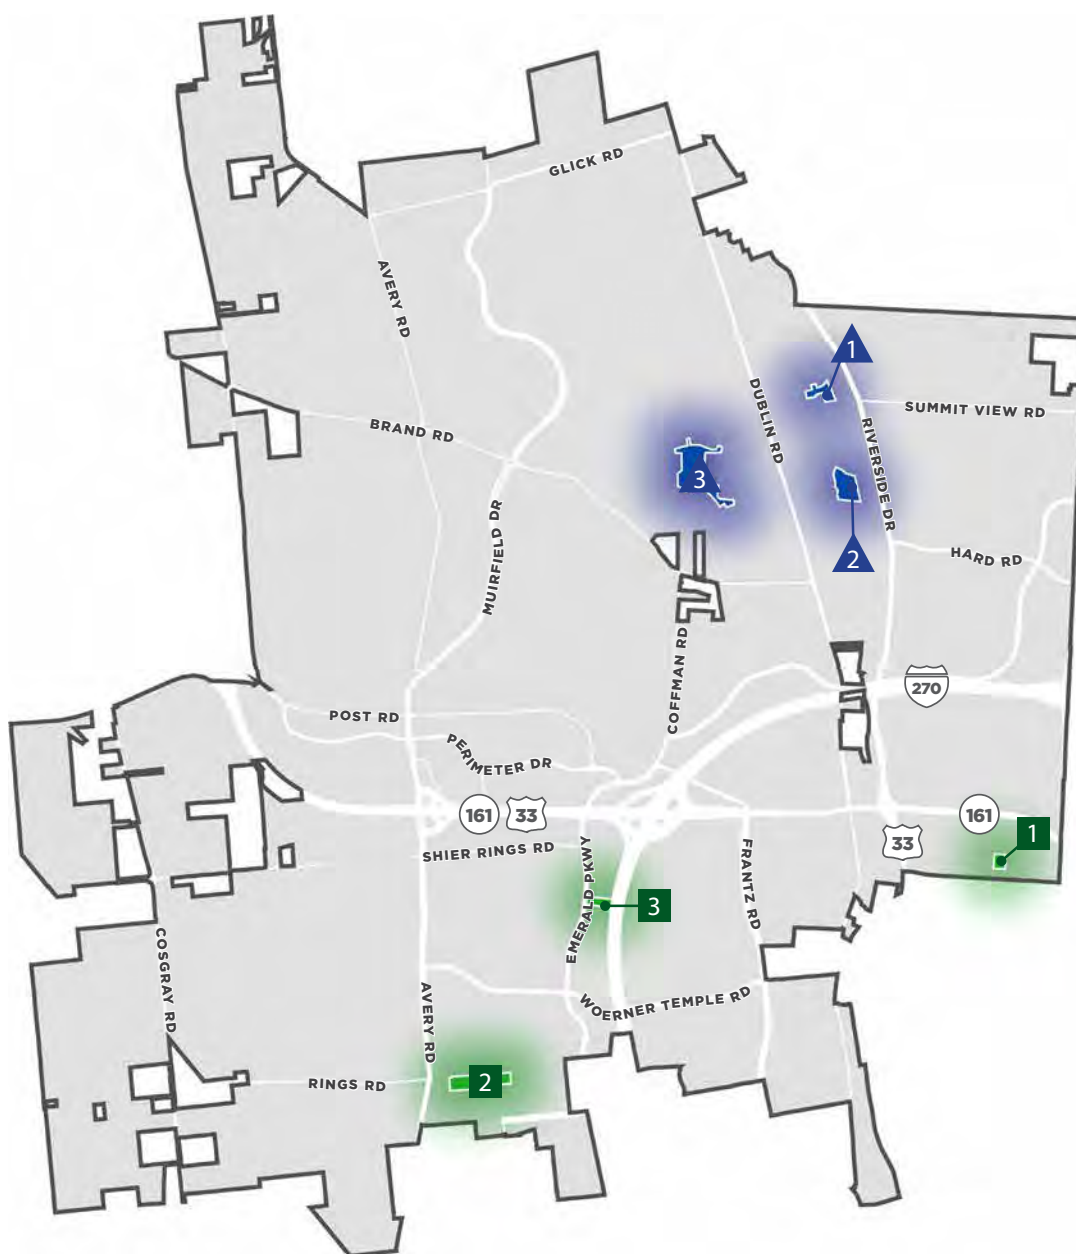 GLICK RD
AVERY RD
1
DUBLIN RD
SUMMIT VIEW RD
BRAND RD
RIVERSIDE DR
3
MUIRFIELD DR
2
HARD RD
COFFMAN RD
270
POST RD
PERIMETER DR
161
33
161
33
1
SHIER RINGS RD
EMERALD PKWY
FRANTZ RD
3
COSGRAY RD
AVERY RD
WOERNER TEMPLE RD
RINGS RD
2